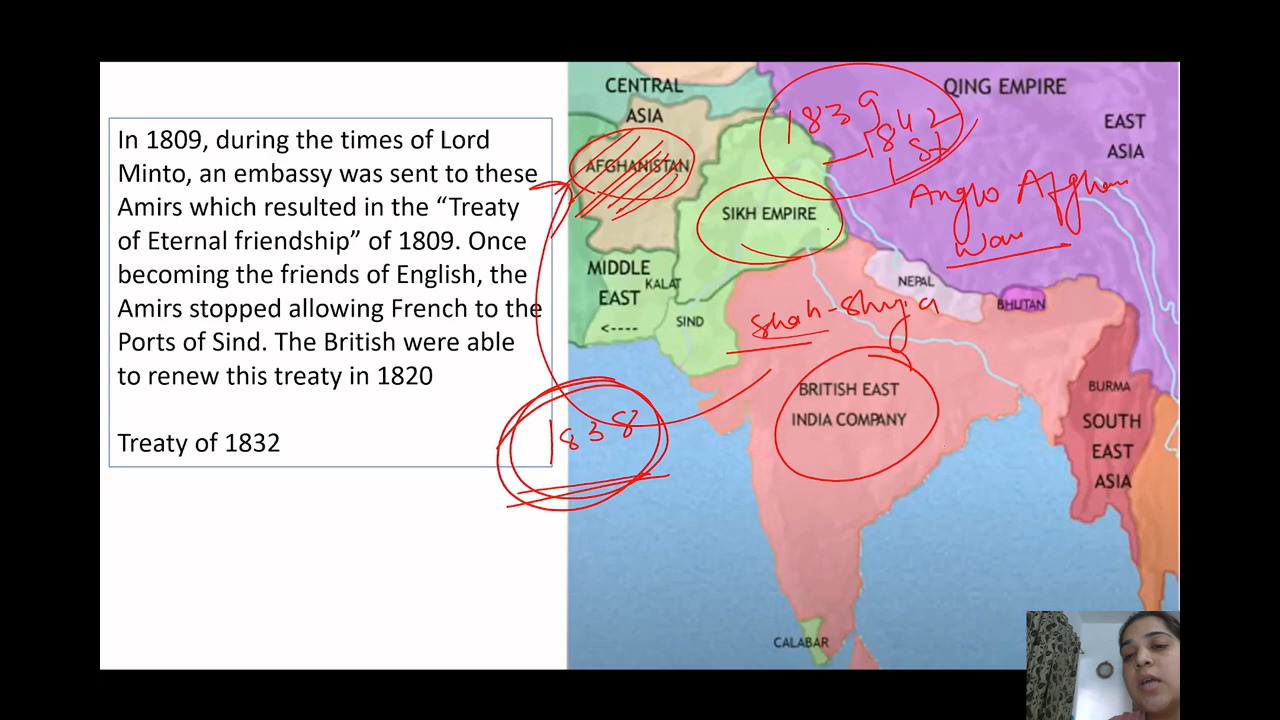 In 1809, during the times of Lord
Minto, an embassy was sent to these
Amirs which resulted in the “Treaty
of Eternal friendship” of 1809. Once
becoming the friends of English, the
Amirs stopped allowing French to the
Ports of Sind. The British were able
to renew this treaty in 1820
Treaty of 1832
CENTRAL
ASIA
AFGHANISTAN
SIKH EMPIRE
MIDDLE
EAST
<----
KALAT
SIND
QING EMPIRE
EAST
ASIA
NEPAL
BHUTAN
BRITISH EAST
INDIA COMPANY
BURMA
SOUTH
EAST
ASIA
CALABAR
1839
1842
1st
Anglo Afghan
War
Shah-Shuja
1838